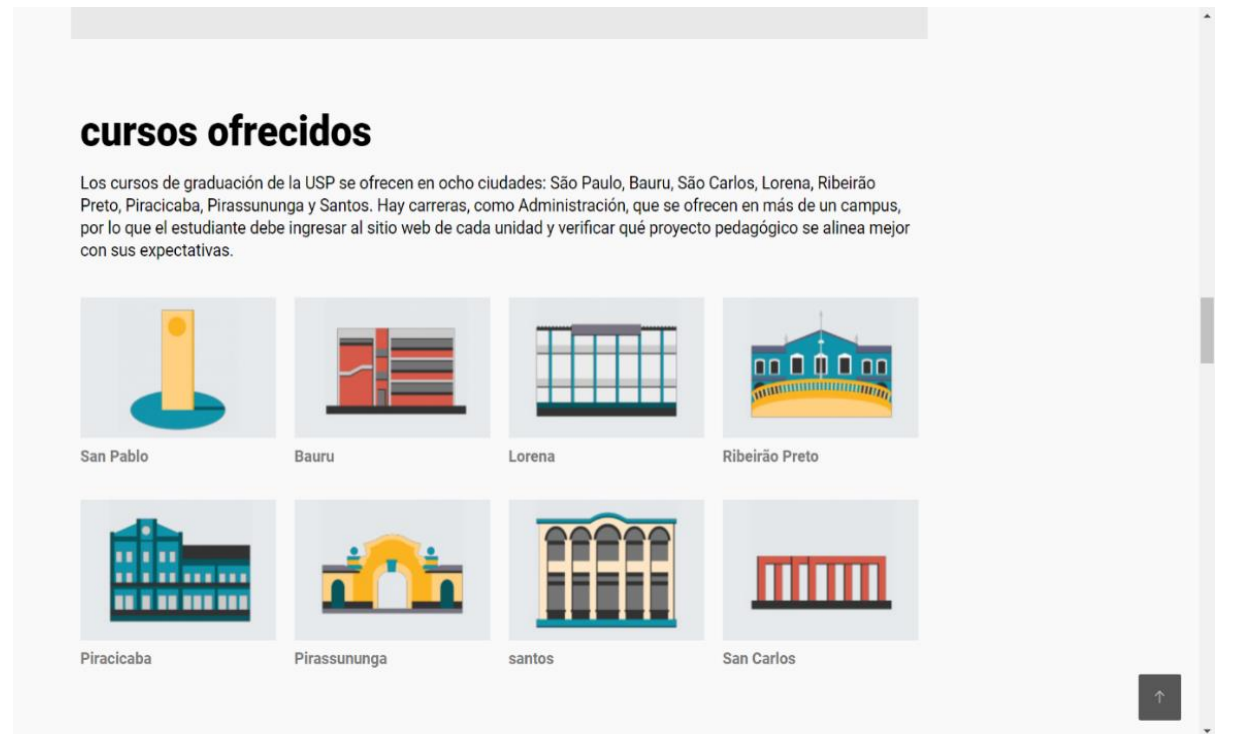 cursos ofrecidos
Los cursos de graduación de la USP se ofrecen en ocho ciudades: São Paulo, Bauru, São Carlos, Lorena, Ribeirão
Preto, Piracicaba, Pirassununga y Santos. Hay carreras, como Administración, que se ofrecen en más de un campus,
por lo que el estudiante debe ingresar al sitio web de cada unidad y verificar qué proyecto pedagógico se alinea mejor
con sus expectativas.
San Pablo
Bauru
Lorena
Ribeirão Preto
Piracicaba
Pirassununga
santos
San Carlos